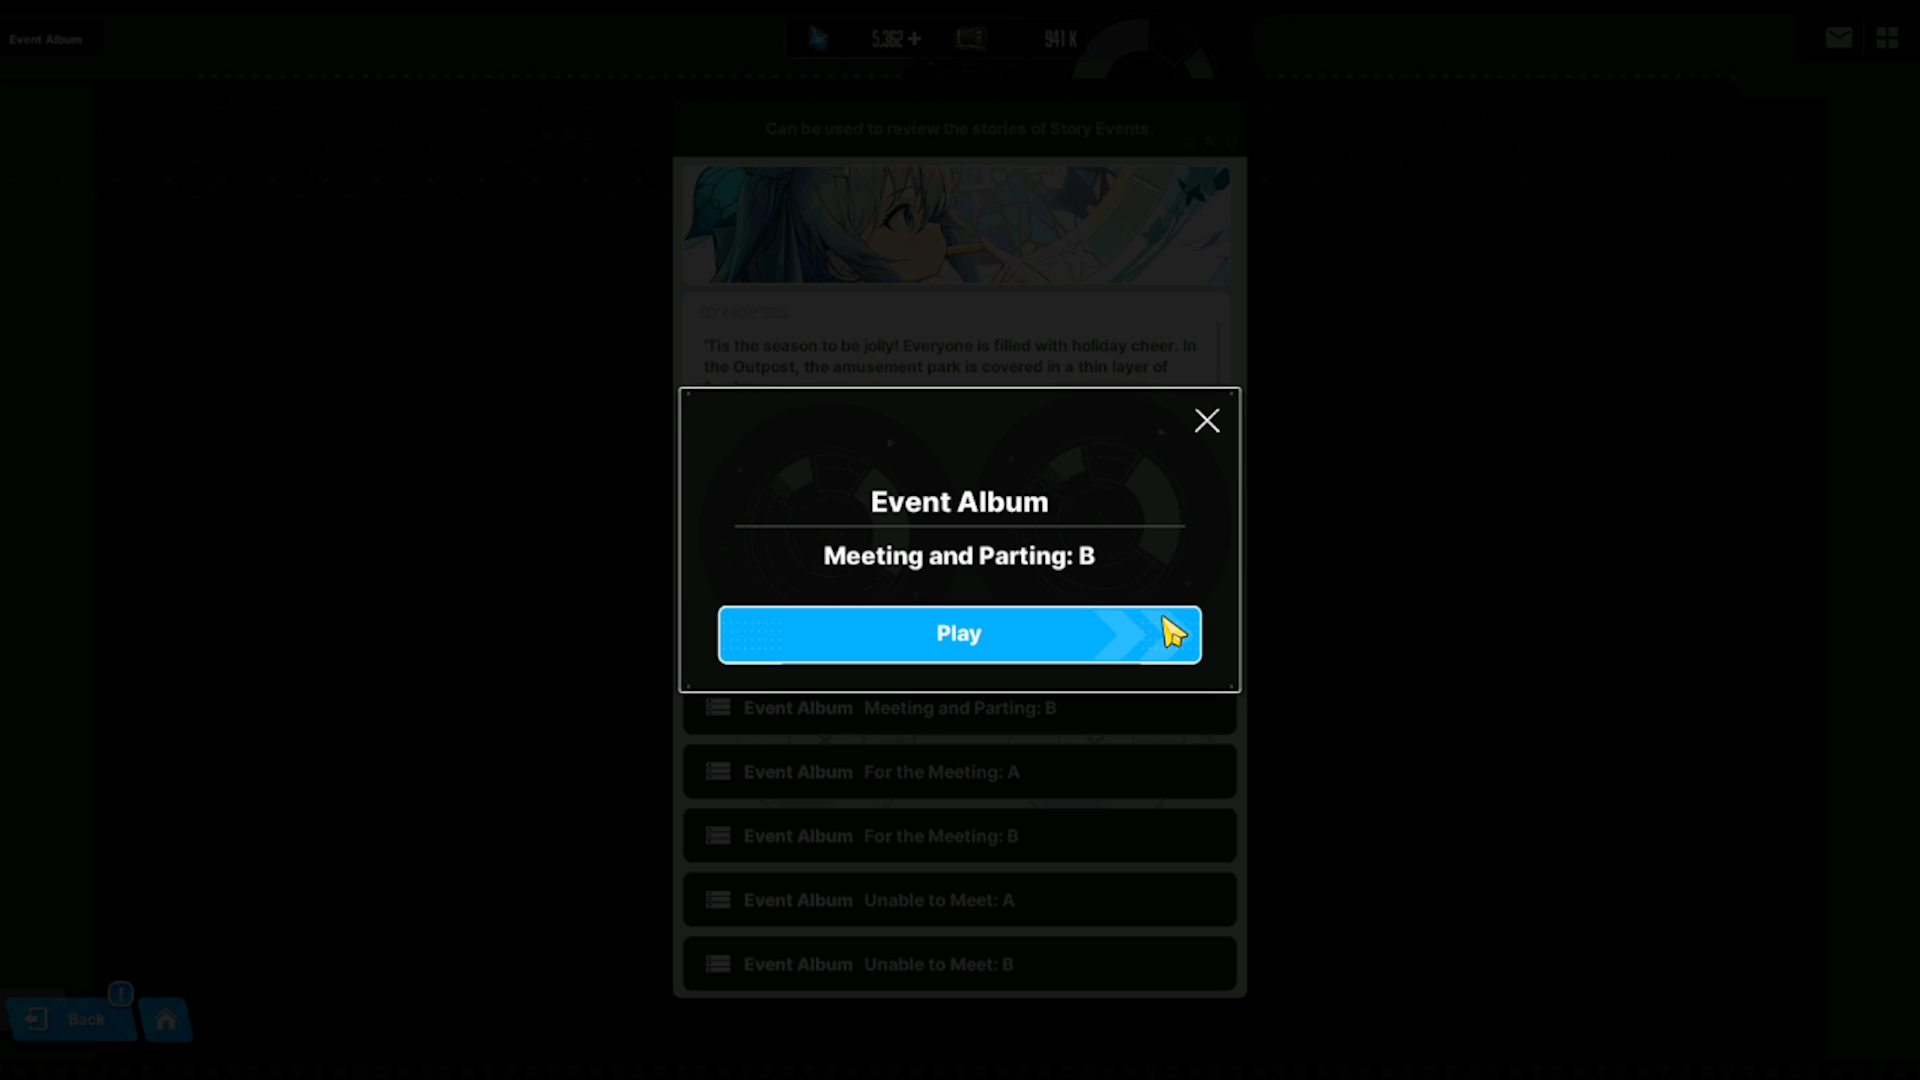 Event Album
5,362 +
941 K
Can be used to review the stories of Story Events.
SYNOPSIS
'Tis the season to be jolly! Everyone is filled with holiday cheer. In
the Outpost, the amusement park is covered in a thin layer of
Event Album
Meeting and Parting: B
Play
Event Album Meeting and Parting: B
Event Album For the Meeting: A
Event Album For the Meeting: B
Event Album Unable to Meet: A
Event Album Unable to Meet: B
Back